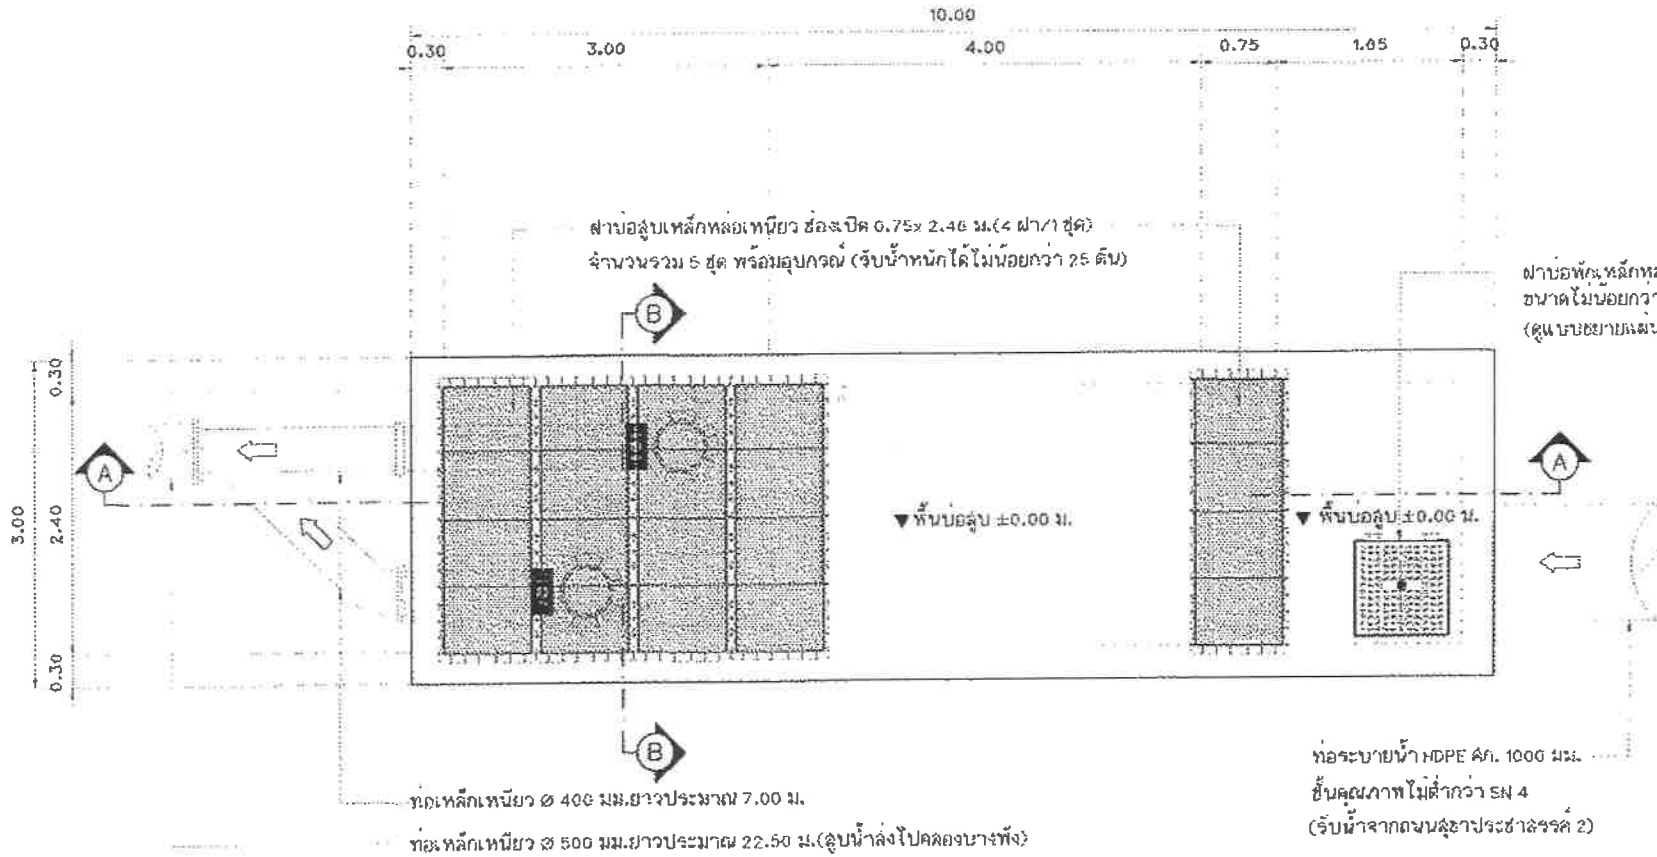 10.00
0.30 3.00 4.00 0.75 1.65 0.30
ฝาบ่อสูบเหล็กหล่อเหนียว ช่องเปิด 0.75x 2.46 ม.(4 ฝา/1 ชุด)
จำนวนรวม 5 ชุด พร้อมอุปกรณ์ (รับน้ำหนักได้ไม่น้อยกว่า 25 ตัน)
ฝาบ่อพักเหล็กหล
ขนาดไม่น้อยกว่า
(ดูแบบขยายแผ่น
B
0.30
A
A
3.00
2.40
▼ พื้นบ่อสูบ ±0.00 ม.
▼ พื้นบ่อสูบ ±0.00 ม.
0.30
B
ท่อเหล็กเหนียว Ø 400 มม.ยาวประมาณ 7.00 ม.
ท่อเหล็กเหนียว Ø 500 มม.ยาวประมาณ 22.50 ม.(สูบน้ำส่งไปคลองบางพัง)
ท่อระบายน้ำ HDPE ศก. 1000 มม.
ชั้นคุณภาพไม่ต่ำกว่า SN 4
(รับน้ำจากถนนสุขาประชาสรรค์ 2)